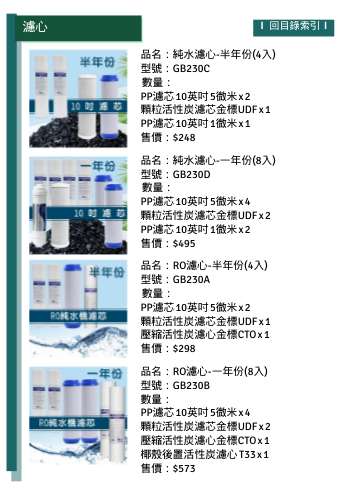 濾心
回目錄索引
半年份
10吋濾芯
品名：純水濾心-半年份(4入)
型號：GB230C
數量：
PP濾芯10英吋5微米x2
顆粒活性炭濾芯金標UDFx1
PP濾芯10英吋1微米x1
售價：$248
一年份
10吋濾芯
品名：純水濾心-一年份(8入)
型號：GB230D
數量：
PP濾芯10英吋5微米x4
顆粒活性炭濾芯金標UDFx2
PP濾芯10英吋1微米x2
售價：$495
半年份
RO純水機濾芯
品名：RO濾心-半年份(4入)
型號：GB230A
數量：
PP濾芯10英吋5微米x2
顆粒活性炭濾芯金標UDFx1
壓縮活性炭濾心金標CTOx1
售價：$298
一年份
RO純水機濾芯
品名：RO濾心-一年份(8入)
型號：GB230B
數量：
PP濾芯10英吋5微米x4
顆粒活性炭濾芯金標UDFx2
壓縮活性炭濾心金標CTOx1
椰殼後置活性炭濾心T33x1
售價：$573